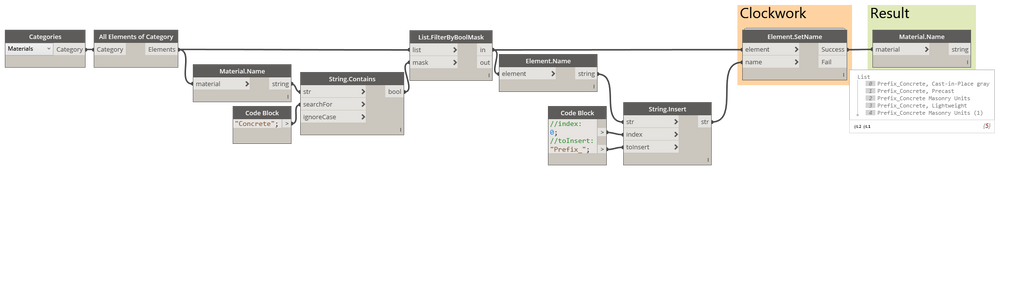 Clockwork
Result
Categories
Materials
Category
All Elements of Category
Category
Elements
Material.Name
material
string
Code Block
"Concrete";
>
String.Contains
str
searchFor
ignoreCase
bool
List.FilterByBoolMask
list
mask
in
out
Element.Name
element
string
Code Block
//index:
0;
//toInsert:
"Prefix_";
>
>
String.Insert
str
index
toInsert
str
Element.SetName
element
name
Success
Fail
Material.Name
material
string
List
0 Prefix_Concrete, Cast-in-Place gray
1 Prefix_Concrete, Precast
2 Prefix_Concrete Masonry Units
3 Prefix_Concrete, Lightweight
4 Prefix_Concrete Masonry Units (1)
@L2 @L1
{5}